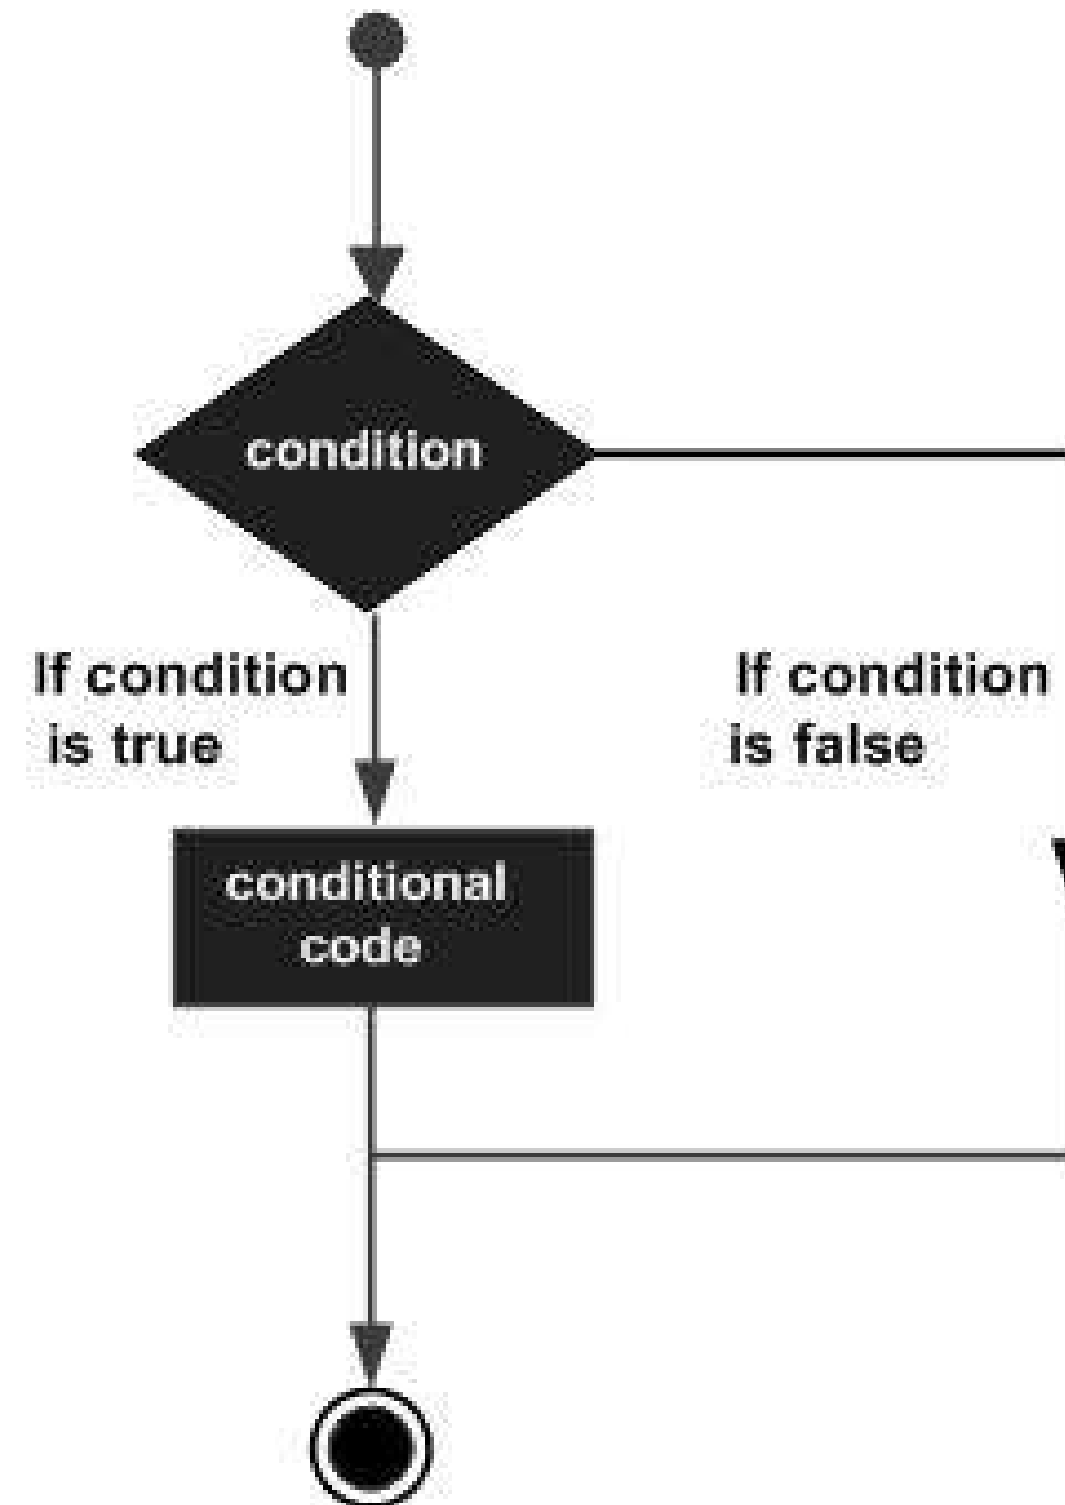 condition
If condition
is true
If condition
is false
conditional
code